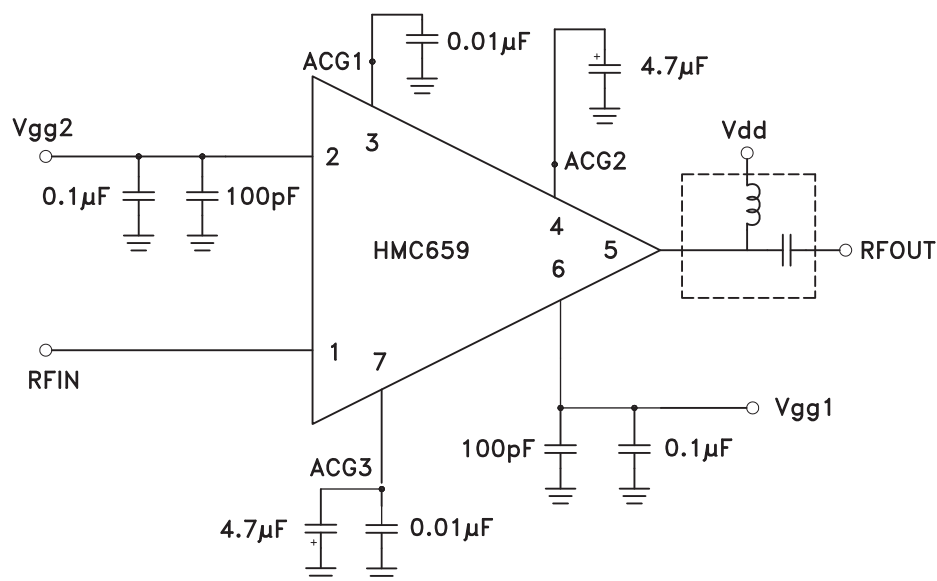 ACG1
0.01µF
4.7µF
Vgg2
2
3
ACG2
Vdd
0.1µF
100pF
4
HMC659
5
RFOUT
6
1
7
RFIN
Vgg1
100pF
0.1µF
ACG3
4.7µF
0.01µF
+
+